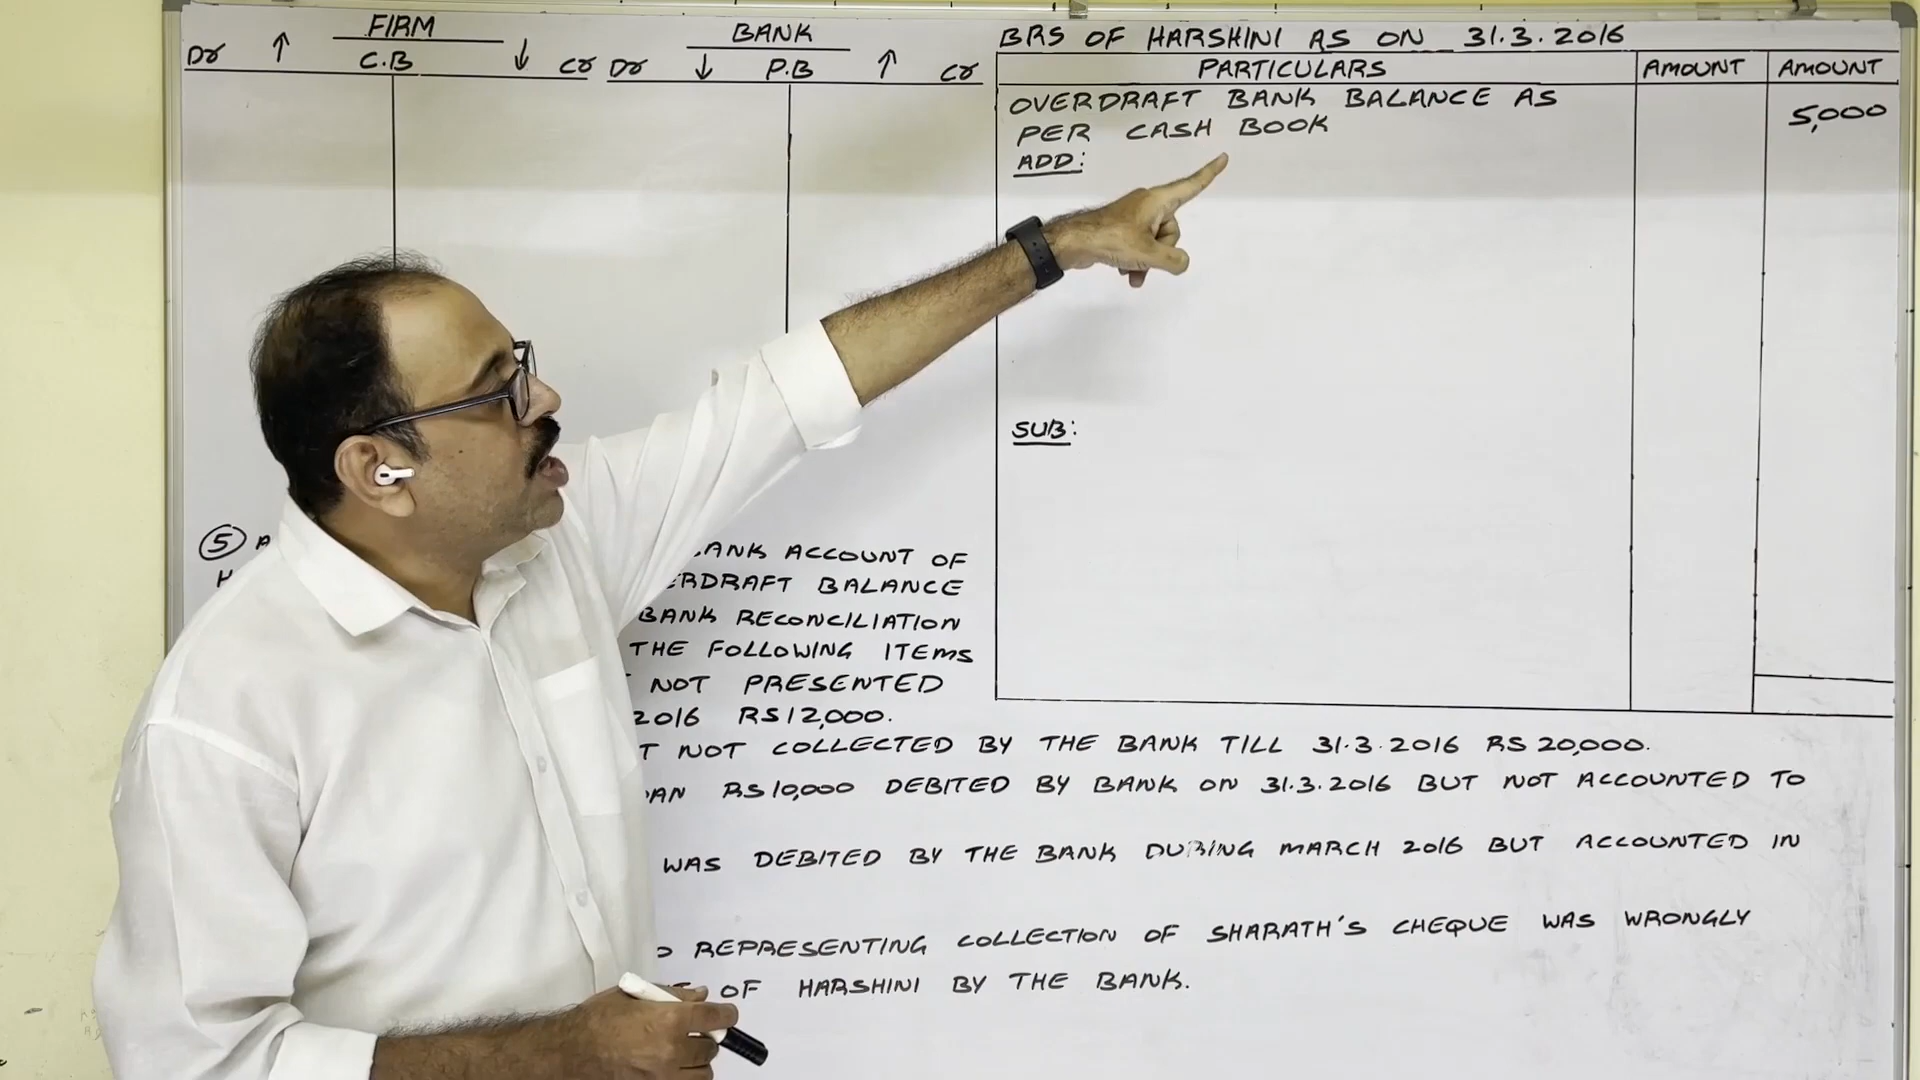 FIRM
Dr ↑ C.B ↓ Cr
BANK
Dr ↓ P.B ↑ Cr
BRS OF HARSHINI AS ON 31.3.2016
PARTICULARS AMOUNT AMOUNT
OVERDRAFT BANK BALANCE AS
PER CASH BOOK 5,000
ADD:
SUB:
5 BANK ACCOUNT OF
OVERDRAFT BALANCE
BANK RECONCILIATION
THE FOLLOWING ITEMS
NOT PRESENTED
2016 RS 12,000.
NOT COLLECTED BY THE BANK TILL 31.3.2016 RS 20,000.
RS 10,000 DEBITED BY BANK ON 31.3.2016 BUT NOT ACCOUNTED TO
WAS DEBITED BY THE BANK DURING MARCH 2016 BUT ACCOUNTED IN
REPRESENTING COLLECTION OF SHARATH'S CHEQUE WAS WRONGLY
OF HARSHINI BY THE BANK.